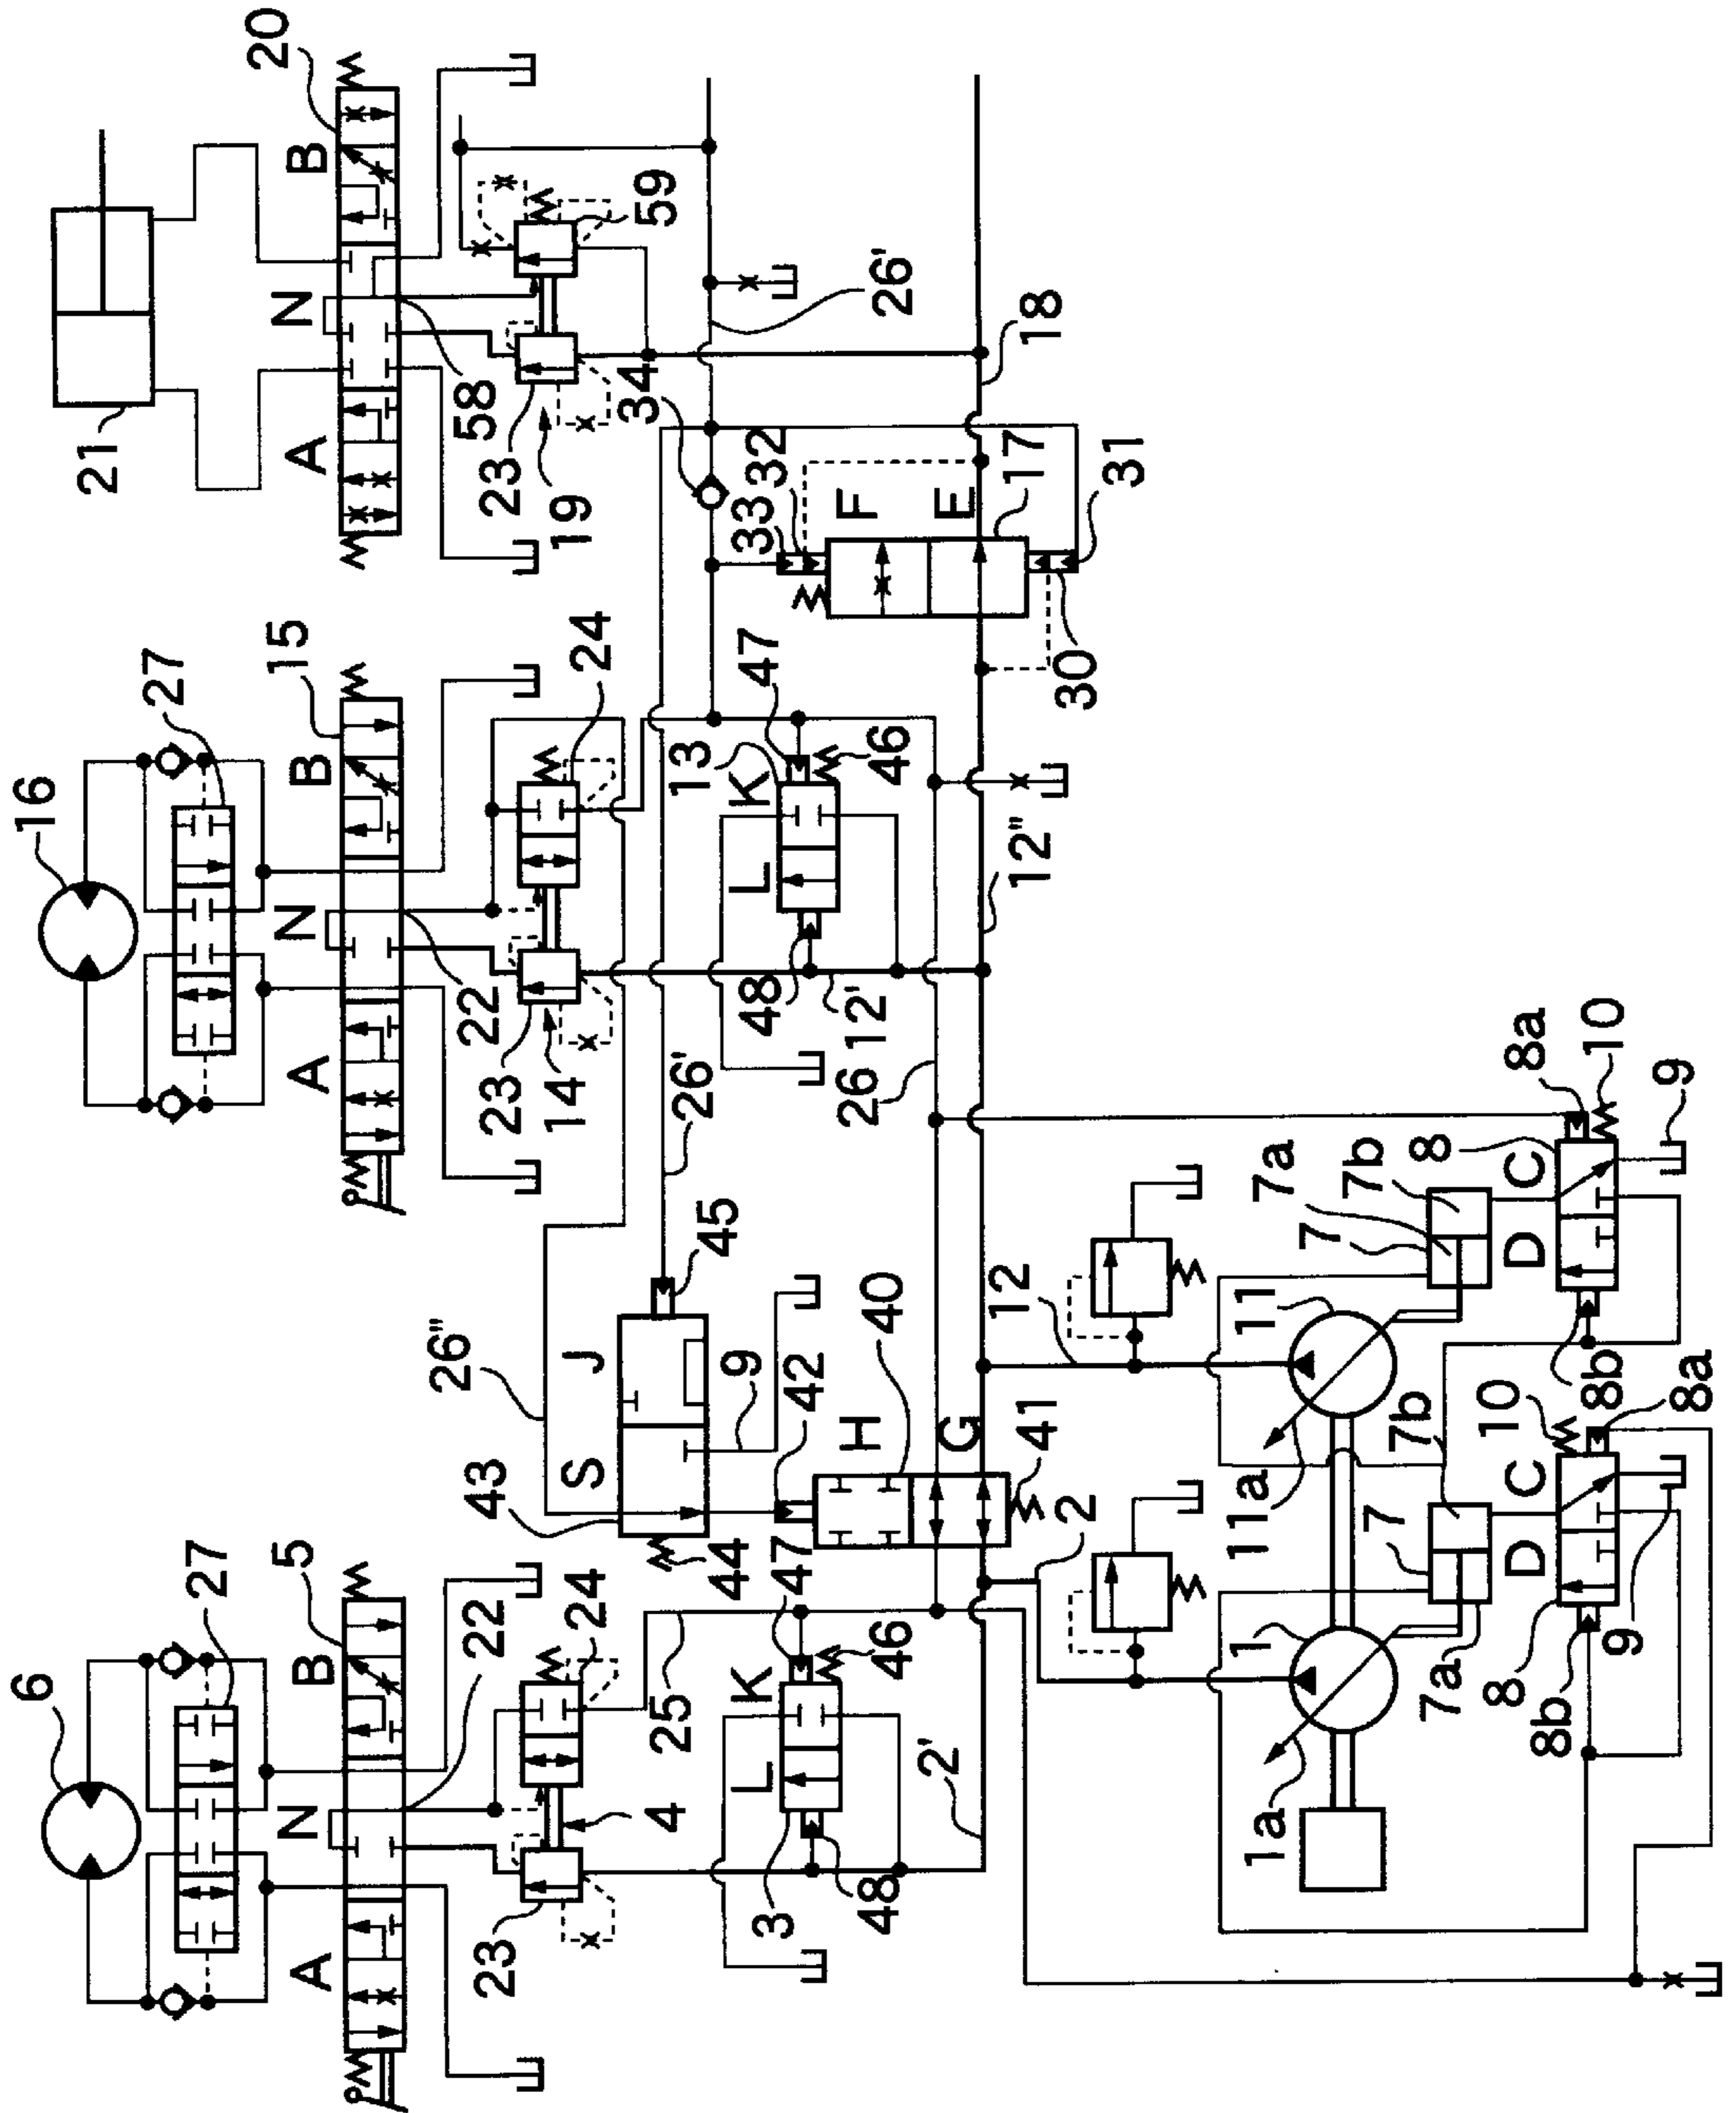 6
16
21
27
27
20
5
15
A
N
B
A
N
B
A
N
B
26"
22
22
58
23
23
23
14
19
24
S
J
24
43
4
25
34
59
26'
13
44
45
3
L
K
47
9
42
48
L
K
47
33
32
48
46
H
40
12'
26
46
F
26'
2'
G
E
12
12"
41
17
18
2
30
31
1a
1
11a
11
7a
7
7
7b
7a
7b
8
8
D
C
10
D
C
8a
8b
9
8b
8a
10
9
9